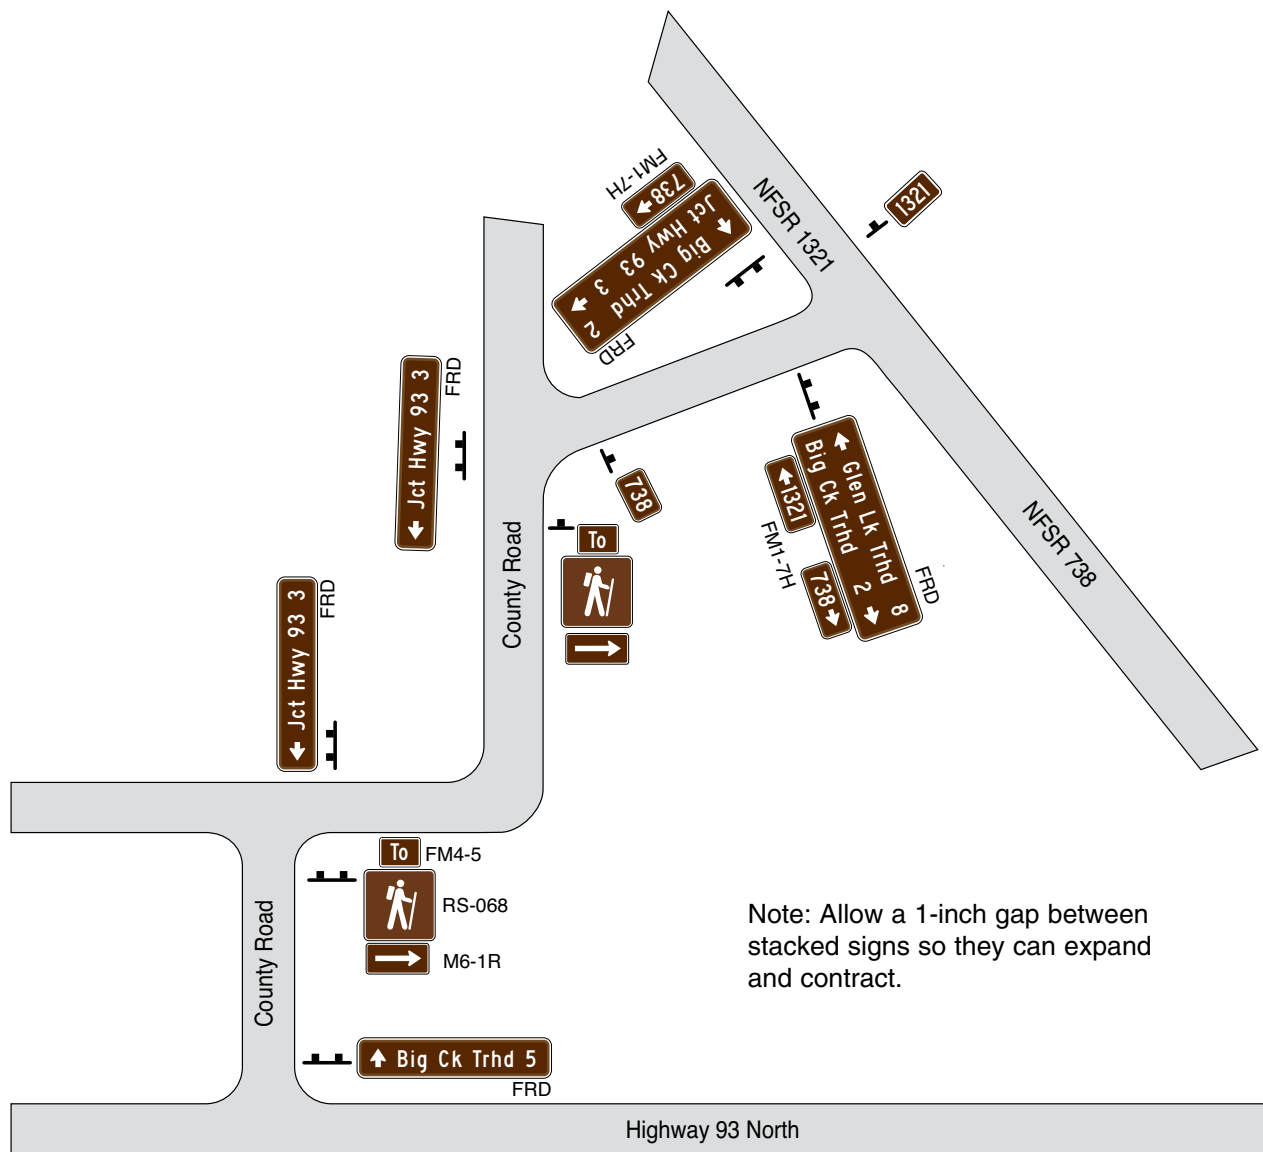 FM1-7H
738
Big Ck Trhd 2
Jct Hwy 93 3
FRD
NFSR 1321
1321
Jct Hwy 93 3
FRD
738
To
Glen Lk Trhd 8
Big Ck Trhd 2
FRD
1321
738
FM1-7H
NFSR 738
County Road
Jct Hwy 93 3
FRD
To
FM4-5
RS-068
M6-1R
County Road
Note: Allow a 1-inch gap between
stacked signs so they can expand
and contract.
Big Ck Trhd 5
FRD
Highway 93 North